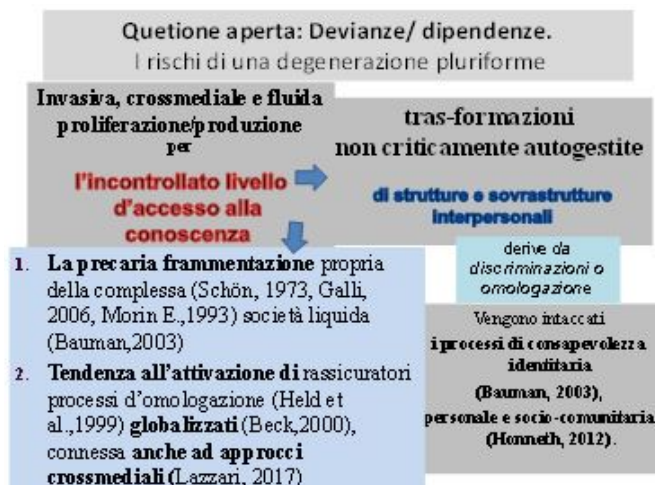 Quetione aperta: Devianze/ dipendenze.
I rischi di una degenerazione pluriforme
Invasiva, crossmediale e fluida
proliferazione/produzione
per
l'incontrollato livello
d'accesso alla
conoscenza
tras-formazioni
non criticamente autogestite
di strutture e sovrastrutture
interpersonali
1. La precaria frammentazione propria
della complessa (Schön, 1973, Galli,
2006, Morin E.,1993) società liquida
(Bauman,2003)
2. Tendenza all'attivazione di rassicuratori
processi d'omologazione (Held et
al.,1999) globalizzati (Beck,2000),
connessa anche ad approcci
crossmediali (Lazzari, 2017)
derive da
discriminazioni o
omologazione
Vengono intaccati
i processi di consapevolezza
identitaria
(Bauman, 2003),
personale e socio-comunitaria
(Honneth, 2012).